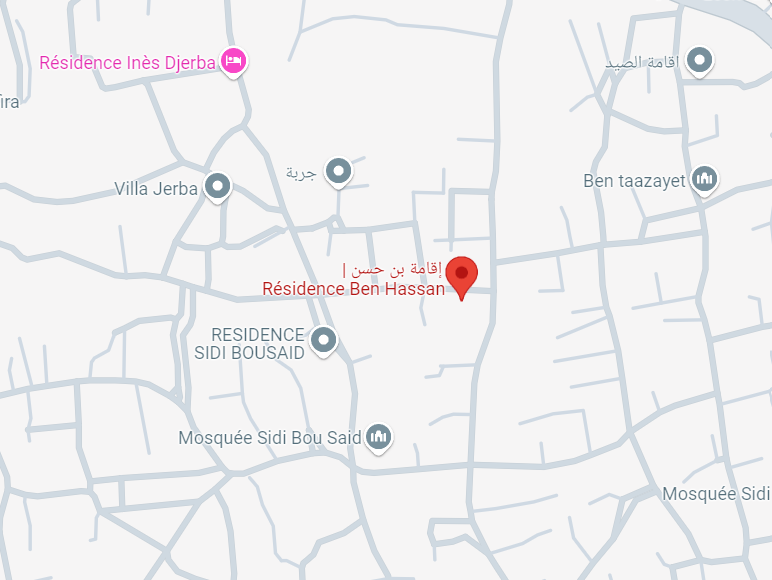 Résidence Inès Djerba
اقامة الصيد
ira
جربة
Villa Jerba
Ben taazayet
إقامة بن حسن |
Résidence Ben Hassan
RESIDENCE
SIDI BOUSAID
Mosquée Sidi Bou Said
Mosquée Sidi